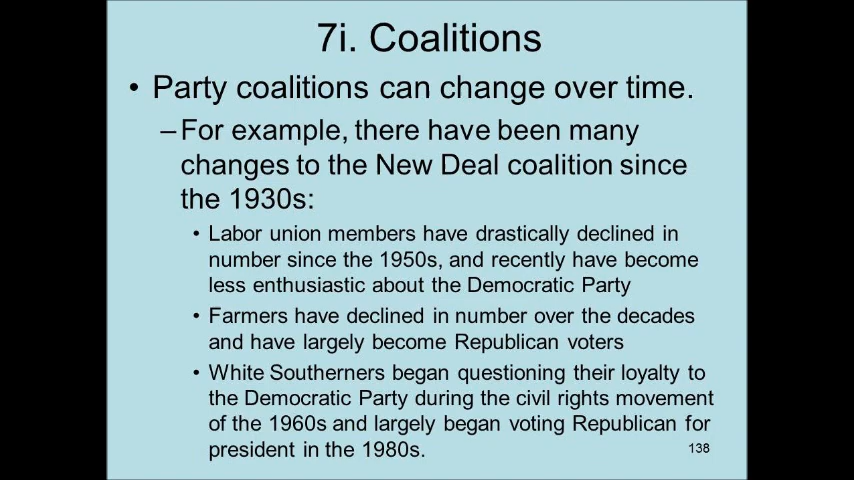 7i. Coalitions
• Party coalitions can change over time.
–For example, there have been many
changes to the New Deal coalition since
the 1930s:
• Labor union members have drastically declined in
number since the 1950s, and recently have become
less enthusiastic about the Democratic Party
• Farmers have declined in number over the decades
and have largely become Republican voters
• White Southerners began questioning their loyalty to
the Democratic Party during the civil rights movement
of the 1960s and largely began voting Republican for
president in the 1980s.
138